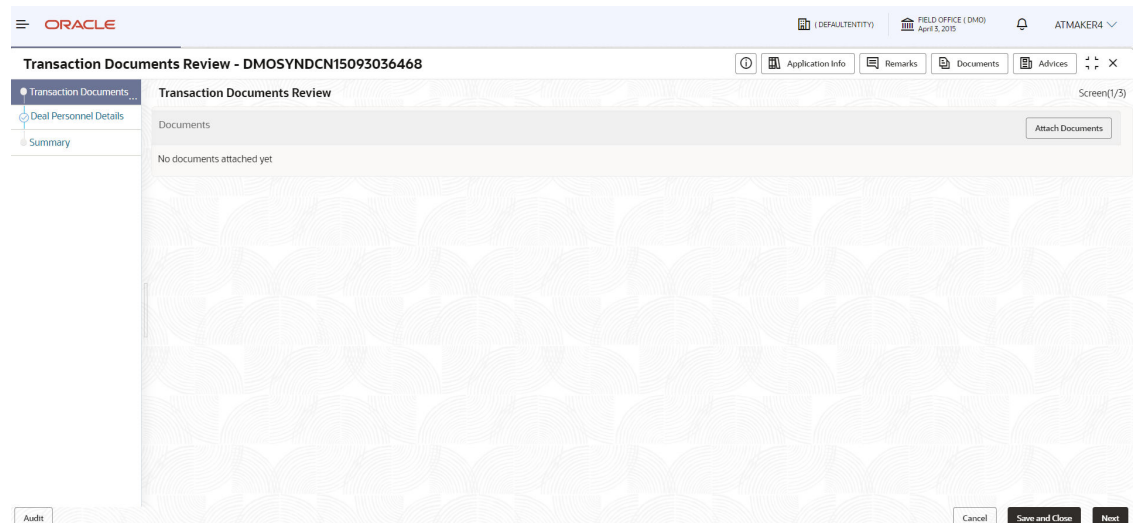 ORACLE
( DEFAULTENTITY)
FIELD OFFICE ( DMO)
April 3, 2015
ATMAKER4
Transaction Documents Review - DMOSYNDCN15093036468
Application Info
Remarks
Documents
Advices
Transaction Documents ...
Deal Personnel Details
Summary
Transaction Documents Review
Screen(1/3)
Documents
Attach Documents
No documents attached yet
Audit
Cancel
Save and Close
Next